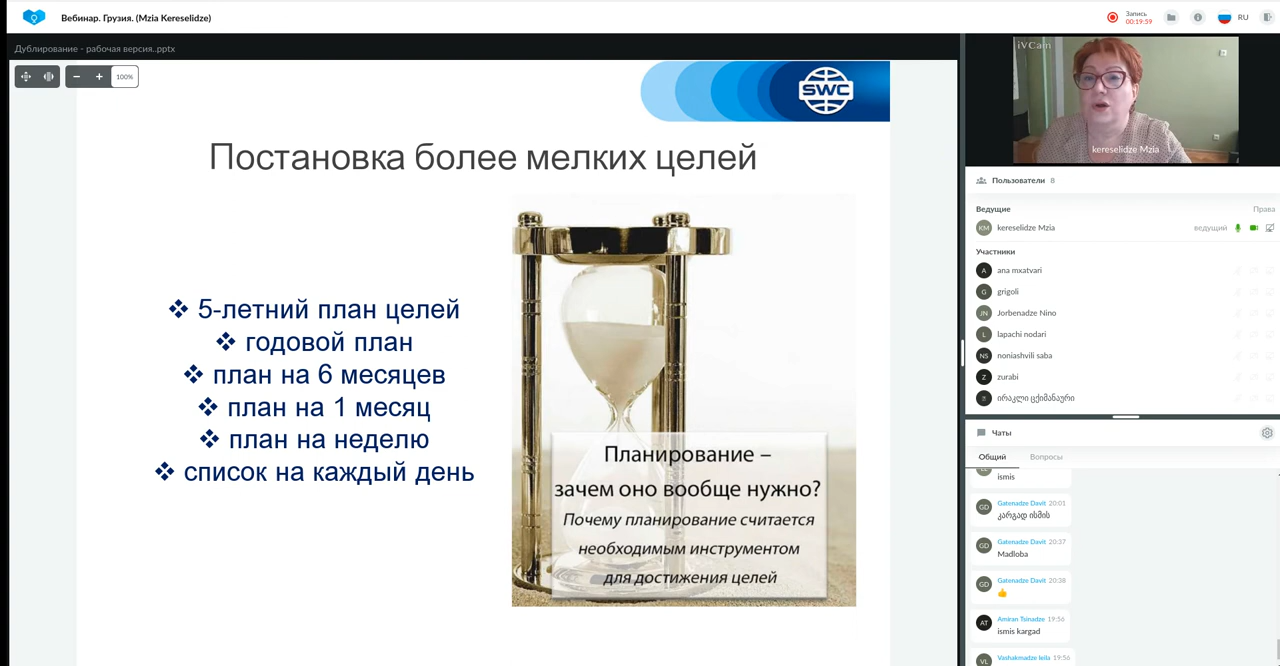 Вебинар. Грузия. (Mzia Kereselidze)
Запись
00:19:59
RU
Дублирование - рабочая версия..pptx
100%
SWC
Постановка более мелких целей
❖ 5-летний план целей
❖ годовой план
❖ план на 6 месяцев
❖ план на 1 месяц
❖ план на неделю
❖ список на каждый день
Планирование –
зачем оно вообще нужно?
Почему планирование считается
необходимым инструментом
для достижения целей
iVCam
kereselidze Mzia
Пользователи 8
Ведущие Права
KM kereselidze Mzia ведущий
Участники
A ana mxatvari
G grigoli
JN Jorbenadze Nino
L lapachi nodari
NS noniashvili saba
Z zurabi
ირაკლი ცქიმანაური
Чаты
Общий Вопросы
ismis
GD Gatenadze Davit 20:01
კარგად ისმის
GD Gatenadze Davit 20:37
Madloba
GD Gatenadze Davit 20:38
👍
AT Amiran Tsinadze 19:56
ismis kargad
VL Vashakmadze leila 19:56